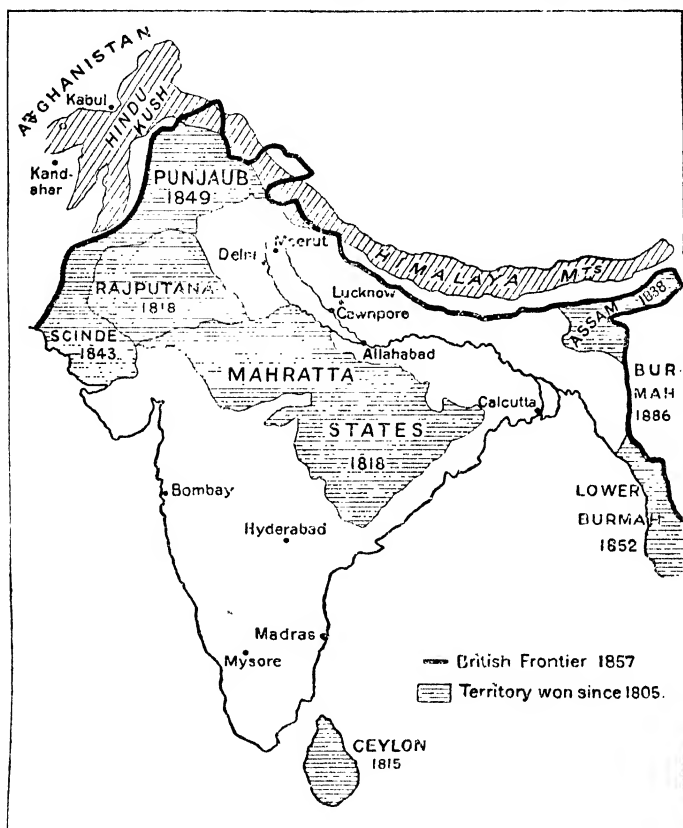 AFGHANISTAN
Kabul
HINDU
KUSH
Kand-
ahar
PUNJAUB
1849
Meerut
Delhi
HIMALAYA MTS
RAJPUTANA
1818
Lucknow
Cawnpore
ASSAM 1838
SCINDE
1843
Allahabad
MAHRATTA
BUR-
MAH
1886
Calcutta
STATES
1818
Bombay
LOWER
BURMAH
1852
Hyderabad
Madras
Mysore
British Frontier 1857
Territory won since 1805.
CEYLON
1815